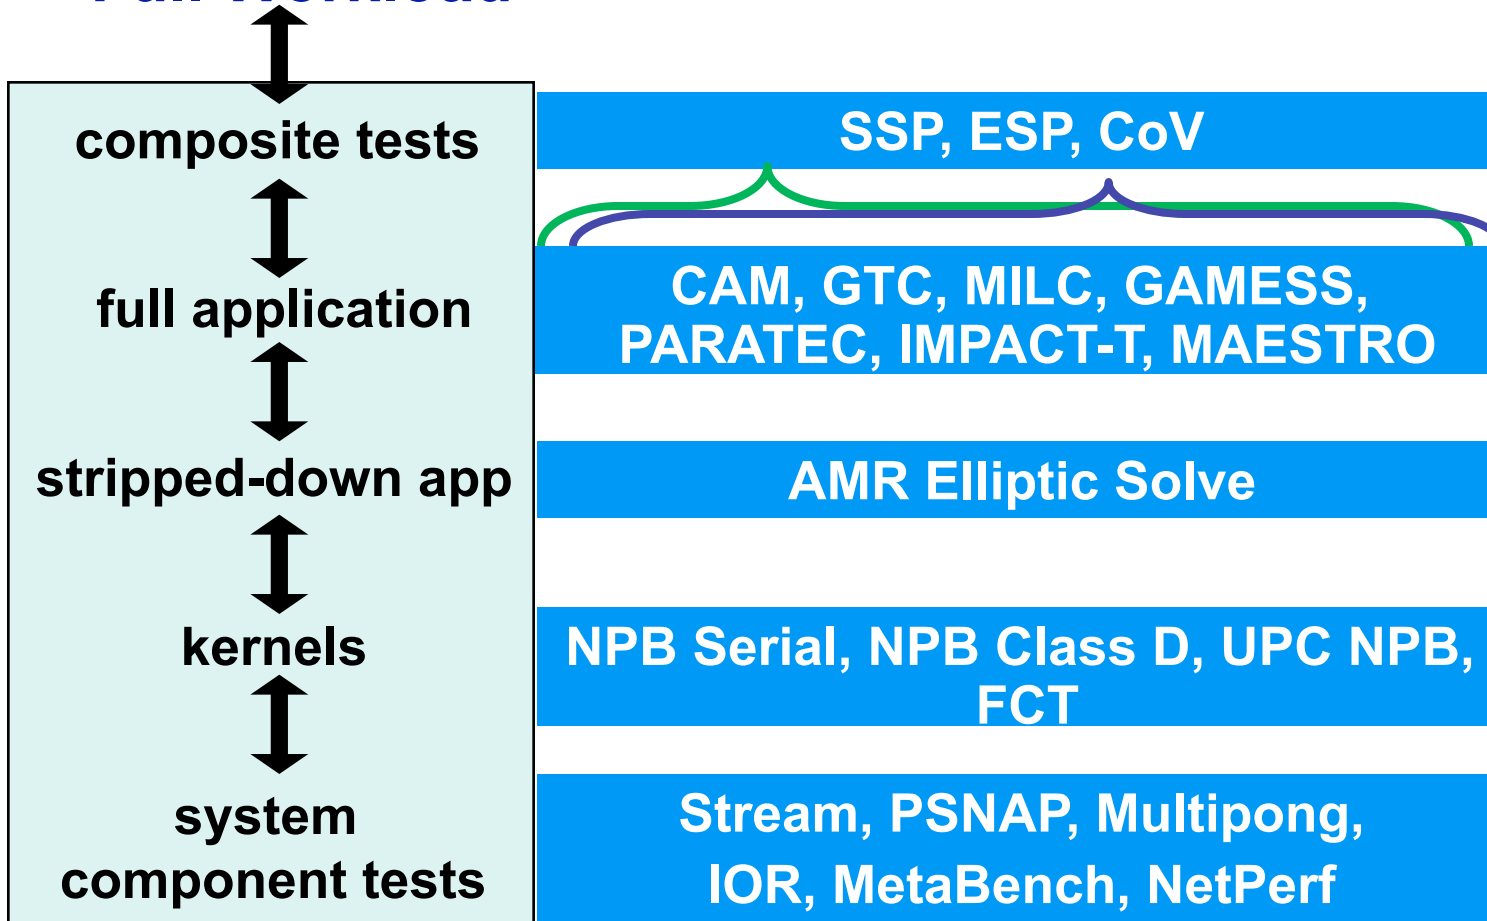 composite tests
SSP, ESP, CoV
full application
CAM, GTC, MILC, GAMESS,
PARATEC, IMPACT-T, MAESTRO
stripped-down app
AMR Elliptic Solve
kernels
NPB Serial, NPB Class D, UPC NPB,
FCT
system
component tests
Stream, PSNAP, Multipong,
IOR, MetaBench, NetPerf